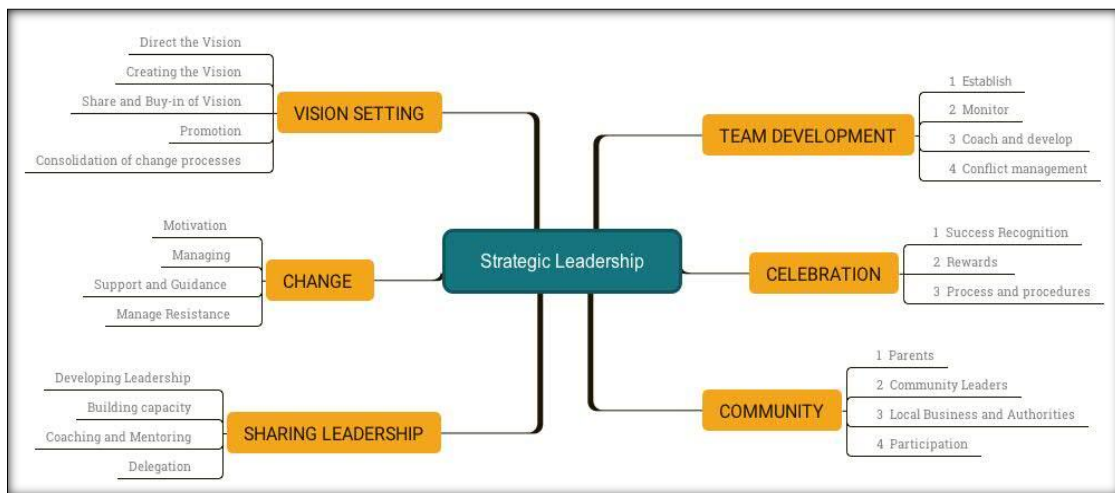 Direct the Vision
Creating the Vision
Share and Buy-in of Vision
Promotion
Consolidation of change processes
VISION SETTING
Motivation
Managing
Support and Guidance
Manage Resistance
CHANGE
Developing Leadership
Building capacity
Coaching and Mentoring
Delegation
SHARING LEADERSHIP
Strategic Leadership
TEAM DEVELOPMENT
1 Establish
2 Monitor
3 Coach and develop
4 Conflict management
CELEBRATION
1 Success Recognition
2 Rewards
3 Process and procedures
COMMUNITY
1 Parents
2 Community Leaders
3 Local Business and Authorities
4 Participation